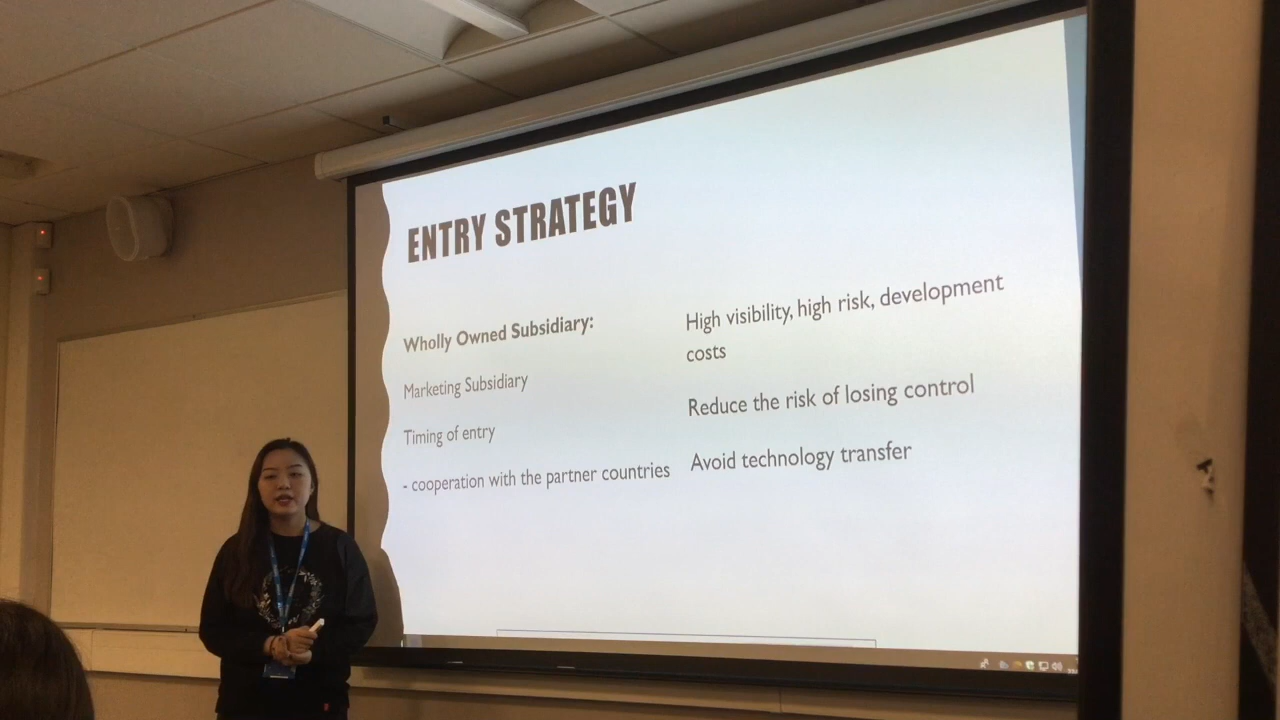 ENTRY STRATEGY
Wholly Owned Subsidiary:
Marketing Subsidiary
Timing of entry
- cooperation with the partner countries
High visibility, high risk, development
costs
Reduce the risk of losing control
Avoid technology transfer